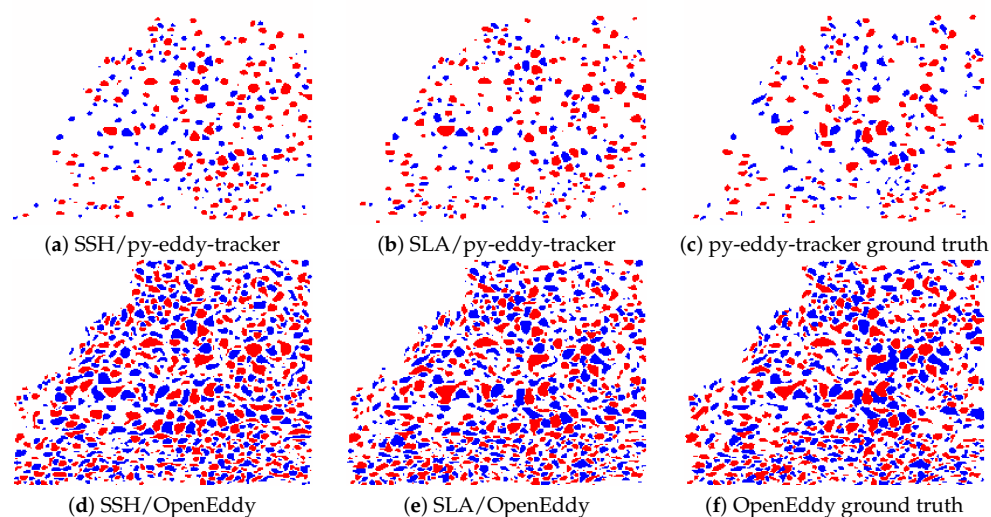 (a) SSH/py-eddy-tracker
(b) SLA/py-eddy-tracker
(c) py-eddy-tracker ground truth
(d) SSH/OpenEddy
(e) SLA/OpenEddy
(f) OpenEddy ground truth